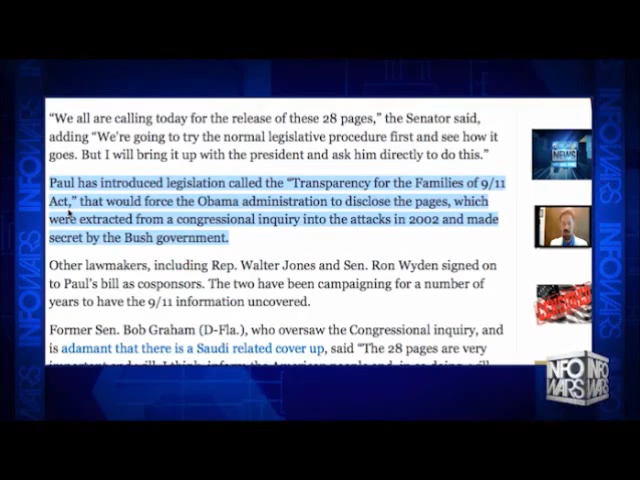 "We all are calling today for the release of these 28 pages," the Senator said,
adding "We're going to try the normal legislative procedure first and see how it
goes. But I will bring it up with the president and ask him directly to do this."
Paul has introduced legislation called the "Transparency for the Families of 9/11
Act," that would force the Obama administration to disclose the pages, which
were extracted from a congressional inquiry into the attacks in 2002 and made
secret by the Bush government.
Other lawmakers, including Rep. Walter Jones and Sen. Ron Wyden signed on
to Paul's bill as cosponsors. The two have been campaigning for a number of
years to have the 9/11 information uncovered.
Former Sen. Bob Graham (D-Fla.), who oversaw the Congressional inquiry, and
is adamant that there is a Saudi related cover up, said "The 28 pages are very
NEWS
CENSORED
INFO INFO
WARS WARS
INFOWARS
INFOWARS